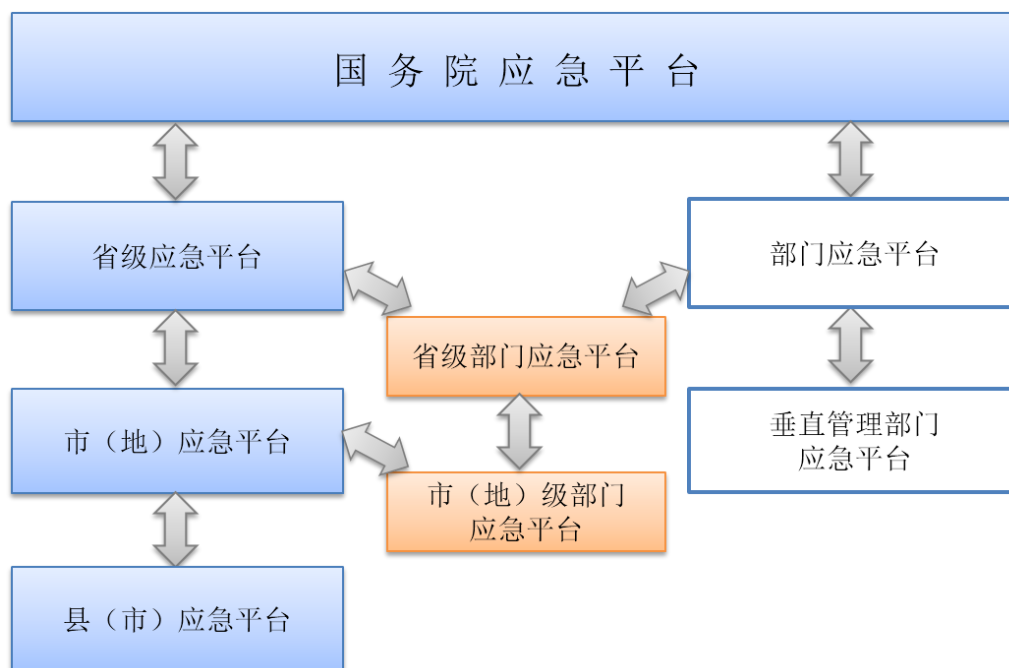 国务院应急平台
省级应急平台
部门应急平台
省级部门应急平台
市（地）应急平台
垂直管理部门
应急平台
市（地）级部门
应急平台
县（市）应急平台